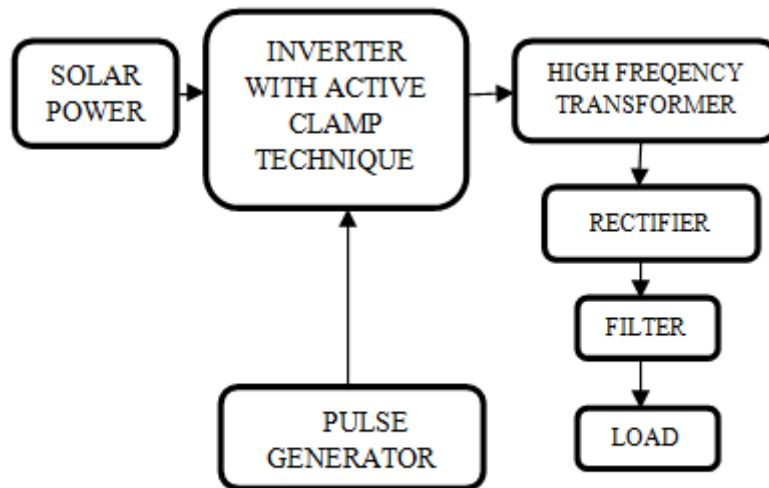 SOLAR
POWER
INVERTER
WITH ACTIVE
CLAMP
TECHNIQUE
HIGH FREQENCY
TRANSFORMER
RECTIFIER
FILTER
LOAD
PULSE
GENERATOR